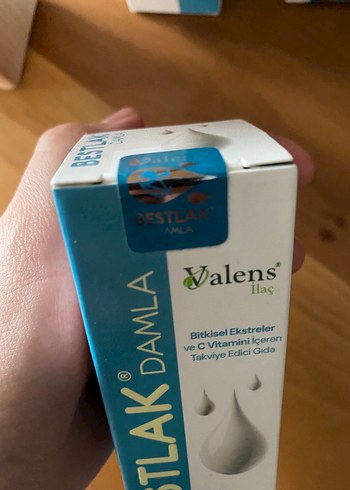 BESTLAK
DAMLA
Valens
BESTLAK
DAMLA
Valens®
İlaç
Bitkisel Ekstreler
ve C Vitamini İçeren
Takviye Edici Gıda
BESTLAK® DAMLA